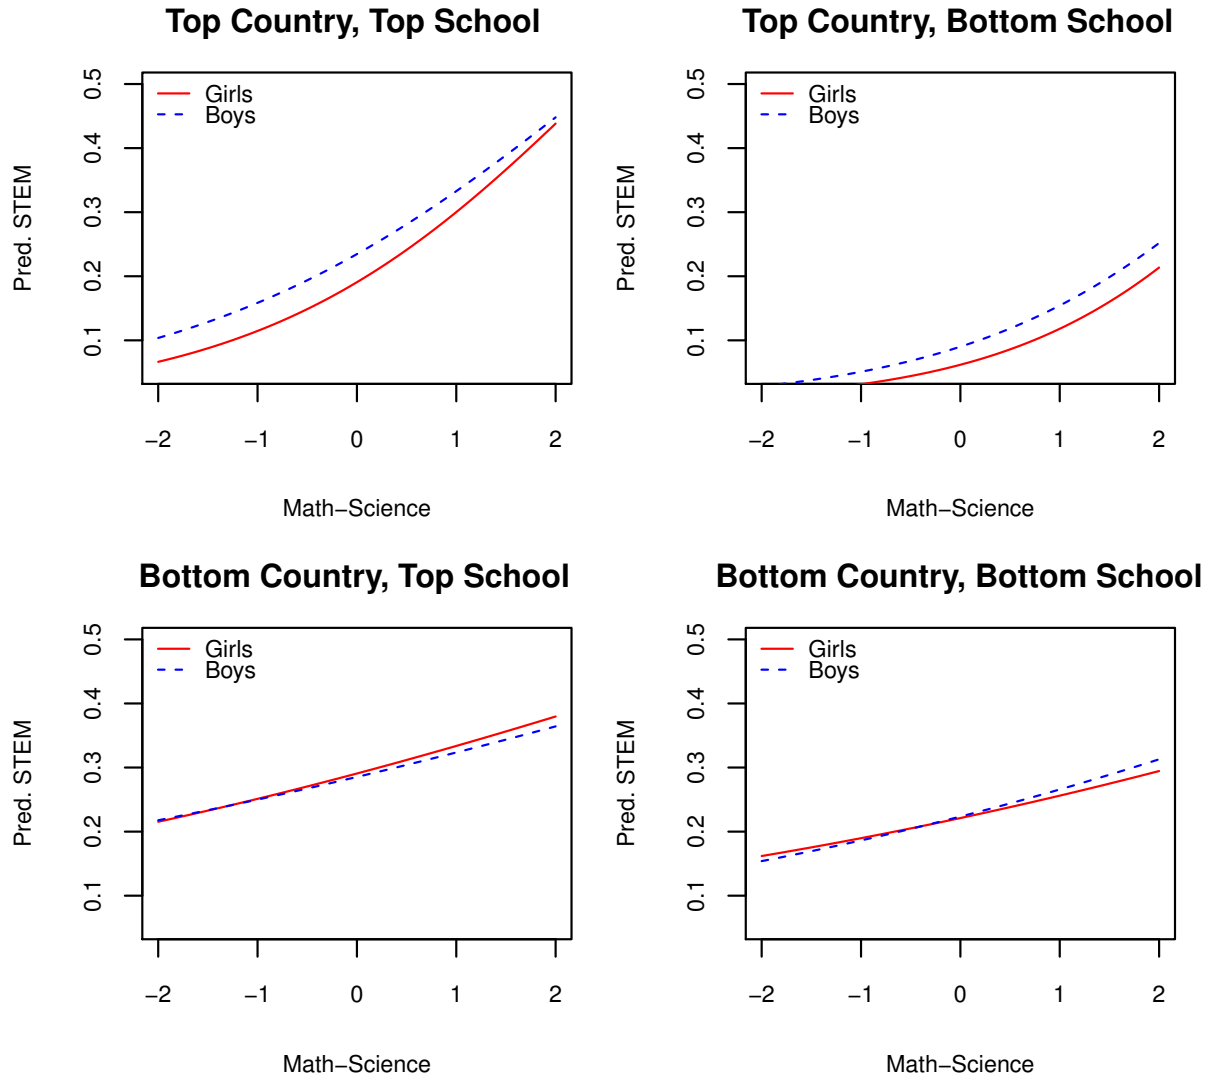 Top Country, Top School
0.5
0.4
0.3
0.2
0.1
Pred. STEM
Girls
Boys
−2 −1 0 1 2
Math−Science
Top Country, Bottom School
0.5
0.4
0.3
0.2
0.1
Pred. STEM
Girls
Boys
−2 −1 0 1 2
Math−Science
Bottom Country, Top School
0.5
0.4
0.3
0.2
0.1
Pred. STEM
Girls
Boys
−2 −1 0 1 2
Math−Science
Bottom Country, Bottom School
0.5
0.4
0.3
0.2
0.1
Pred. STEM
Girls
Boys
−2 −1 0 1 2
Math−Science